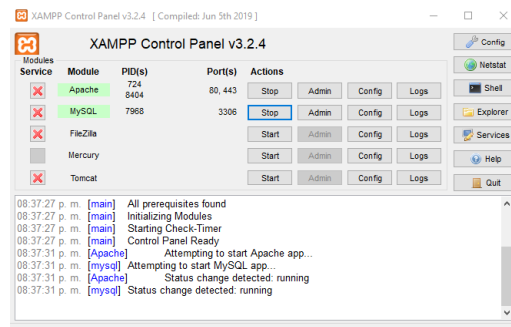 XAMPP Control Panel v3.2.4 [ Compiled: Jun 5th 2019 ]
XAMPP Control Panel v3.2.4
Config
Modules
Service Module PID(s) Port(s) Actions
Netstat
Apache 724 8404 80, 443 Stop Admin Config Logs
Shell
MySQL 7968 3306 Stop Admin Config Logs
Explorer
FileZilla Start Admin Config Logs
Services
Mercury Start Admin Config Logs
Help
Tomcat Start Admin Config Logs
Quit
08:37:27 p. m. [main] All prerequisites found
08:37:27 p. m. [main] Initializing Modules
08:37:27 p. m. [main] Starting Check-Timer
08:37:27 p. m. [main] Control Panel Ready
08:37:31 p. m. [Apache] Attempting to start Apache app...
08:37:31 p. m. [mysql] Attempting to start MySQL app...
08:37:31 p. m. [Apache] Status change detected: running
08:37:31 p. m. [mysql] Status change detected: running